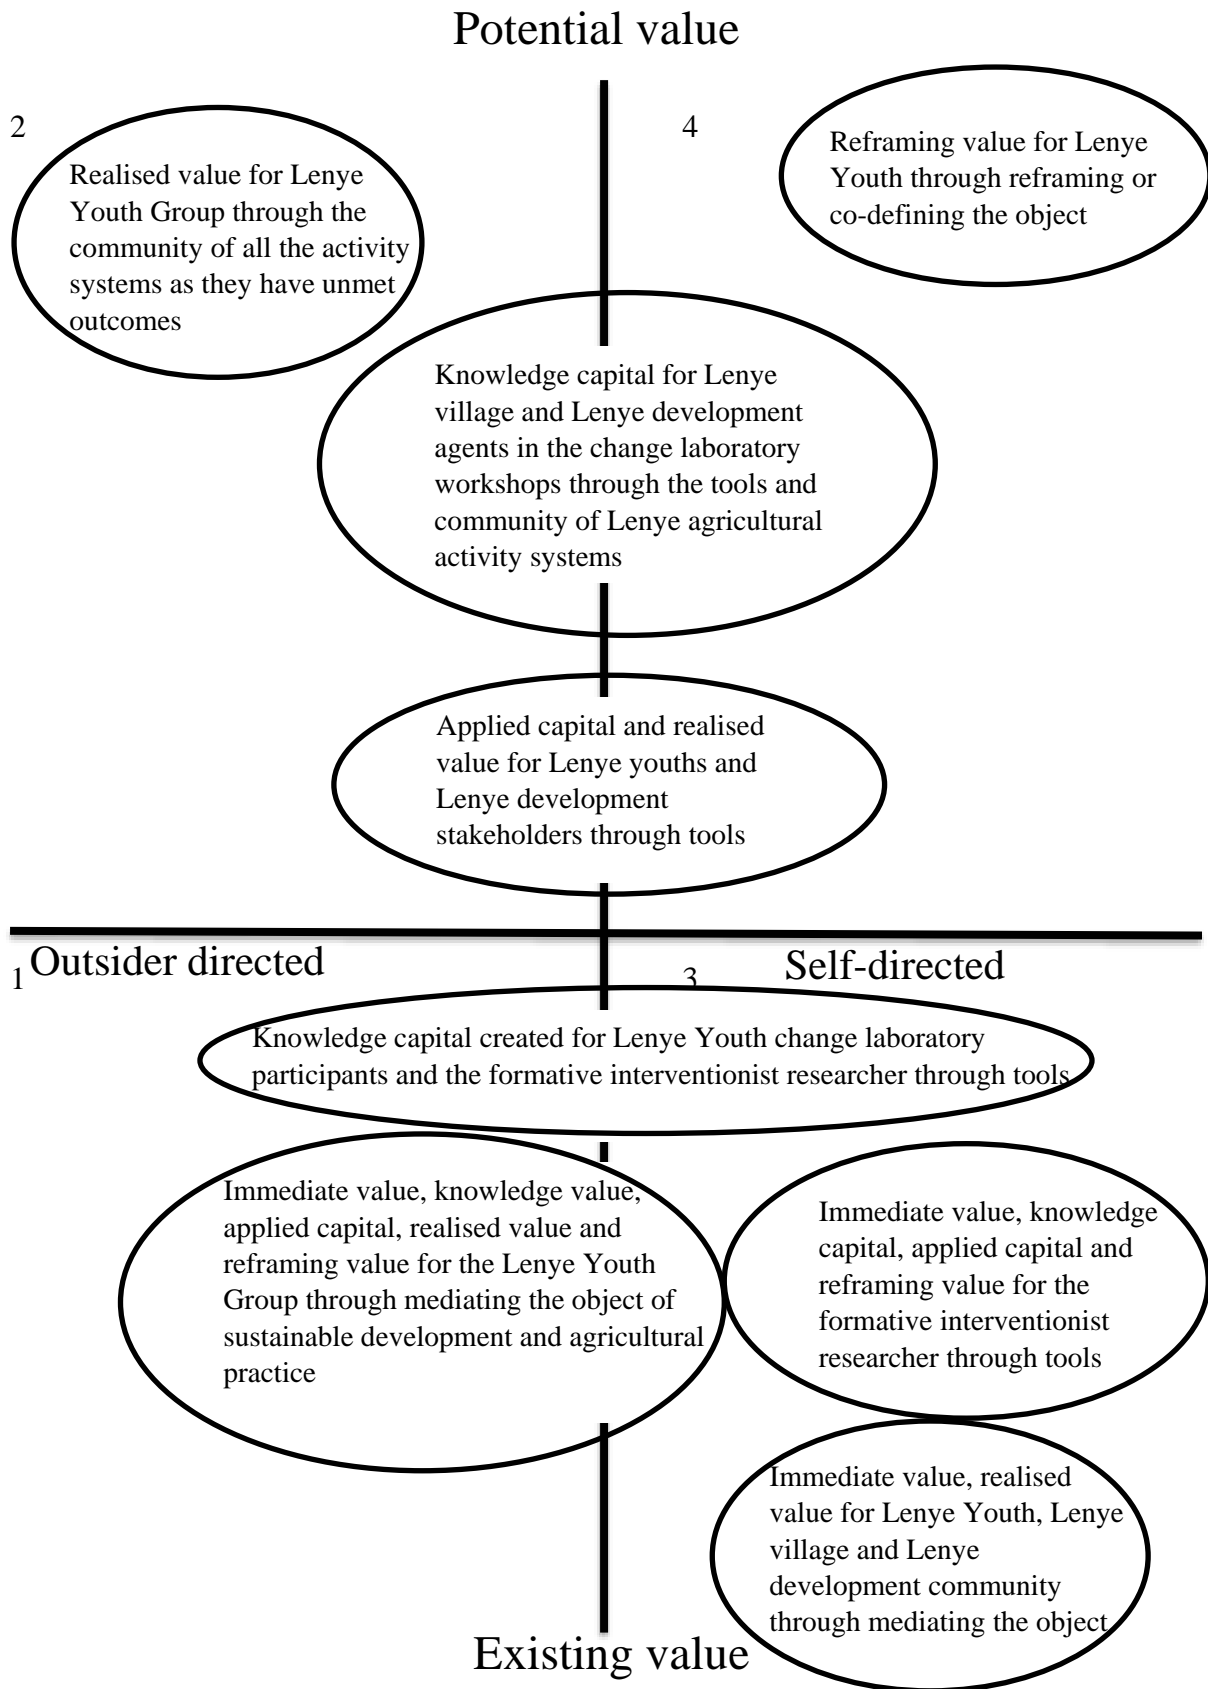 Potential value
2
4
Realised value for Lenye
Youth Group through the
community of all the activity
systems as they have unmet
outcomes
Reframing value for Lenye
Youth through reframing or
co-defining the object
Knowledge capital for Lenye
village and Lenye development
agents in the change laboratory
workshops through the tools and
community of Lenye agricultural
activity systems
Applied capital and realised
value for Lenye youths and
Lenye development
stakeholders through tools
1 Outsider directed
3
Self-directed
Knowledge capital created for Lenye Youth change laboratory
participants and the formative interventionist researcher through tools
Immediate value, knowledge value,
applied capital, realised value and
reframing value for the Lenye Youth
Group through mediating the object of
sustainable development and agricultural
practice
Immediate value, knowledge
capital, applied capital and
reframing value for the
formative interventionist
researcher through tools
Immediate value, realised
value for Lenye Youth, Lenye
village and Lenye
development community
through mediating the object
Existing value